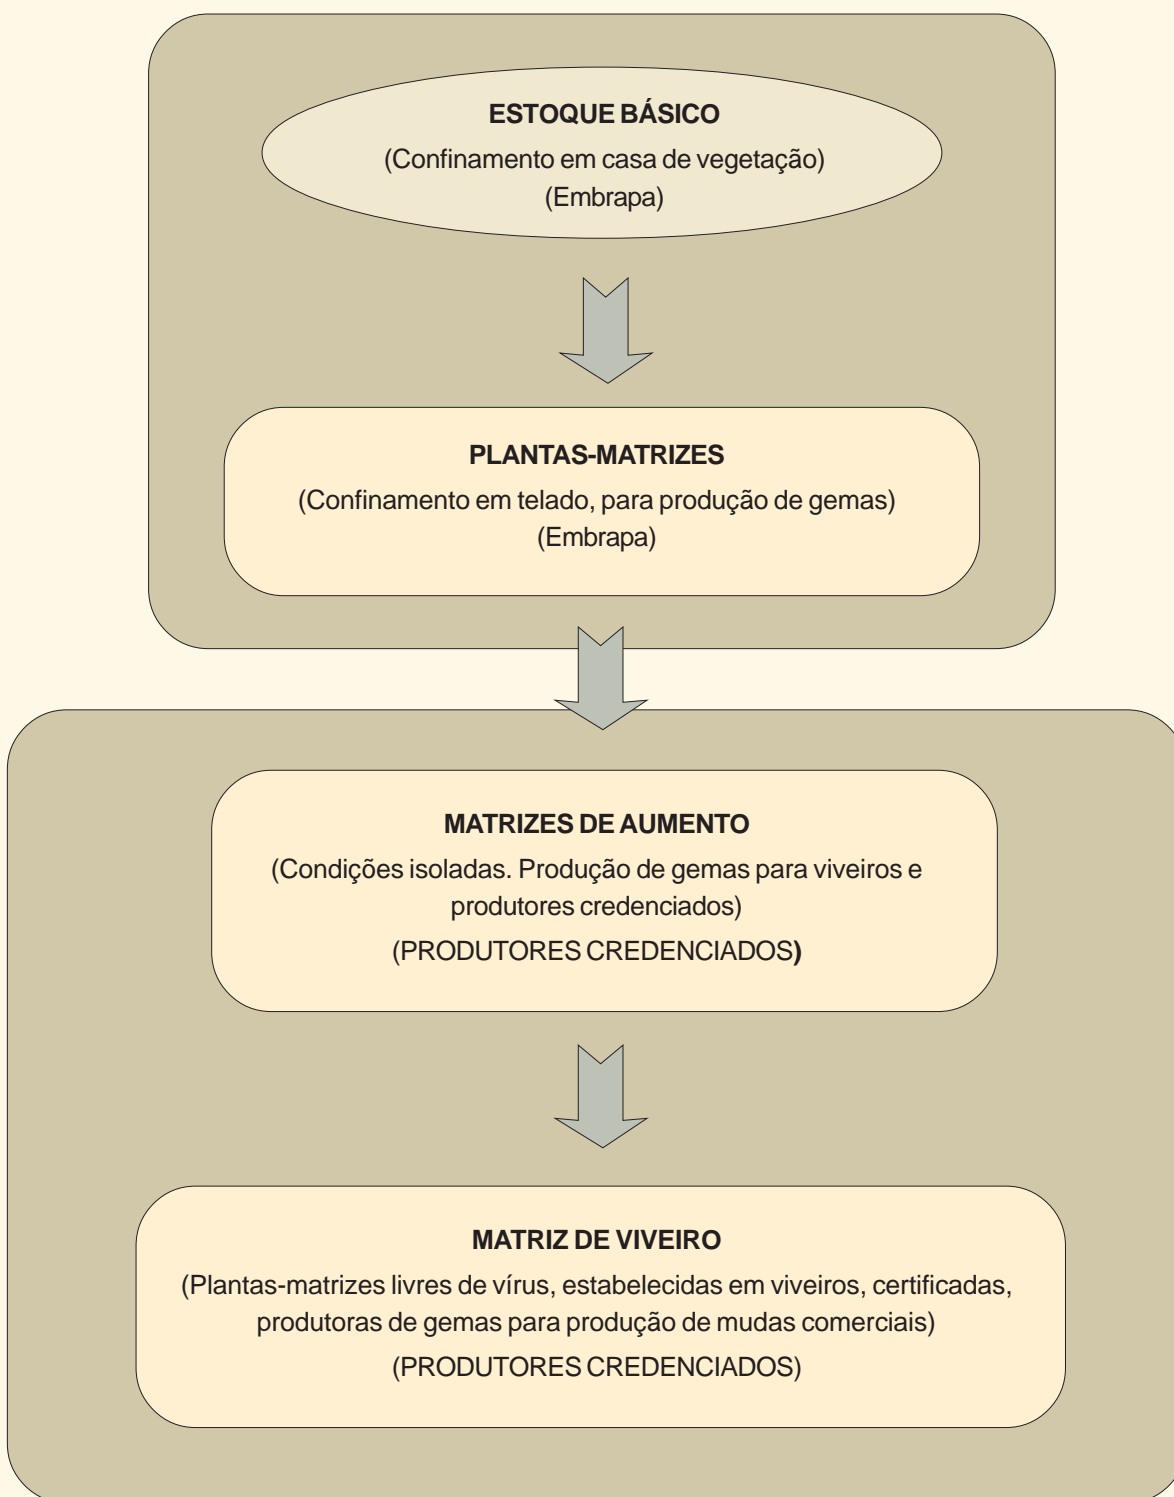 ESTOQUE BÁSICO
(Confinamento em casa de vegetação)
(Embrapa)
PLANTAS-MATRIZES
(Confinamento em telado, para produção de gemas)
(Embrapa)
MATRIZES DE AUMENTO
(Condições isoladas. Produção de gemas para viveiros e
produtores credenciados)
(PRODUTORES CREDENCIADOS)
MATRIZ DE VIVEIRO
(Plantas-matrizes livres de vírus, estabelecidas em viveiros, certificadas,
produtoras de gemas para produção de mudas comerciais)
(PRODUTORES CREDENCIADOS)